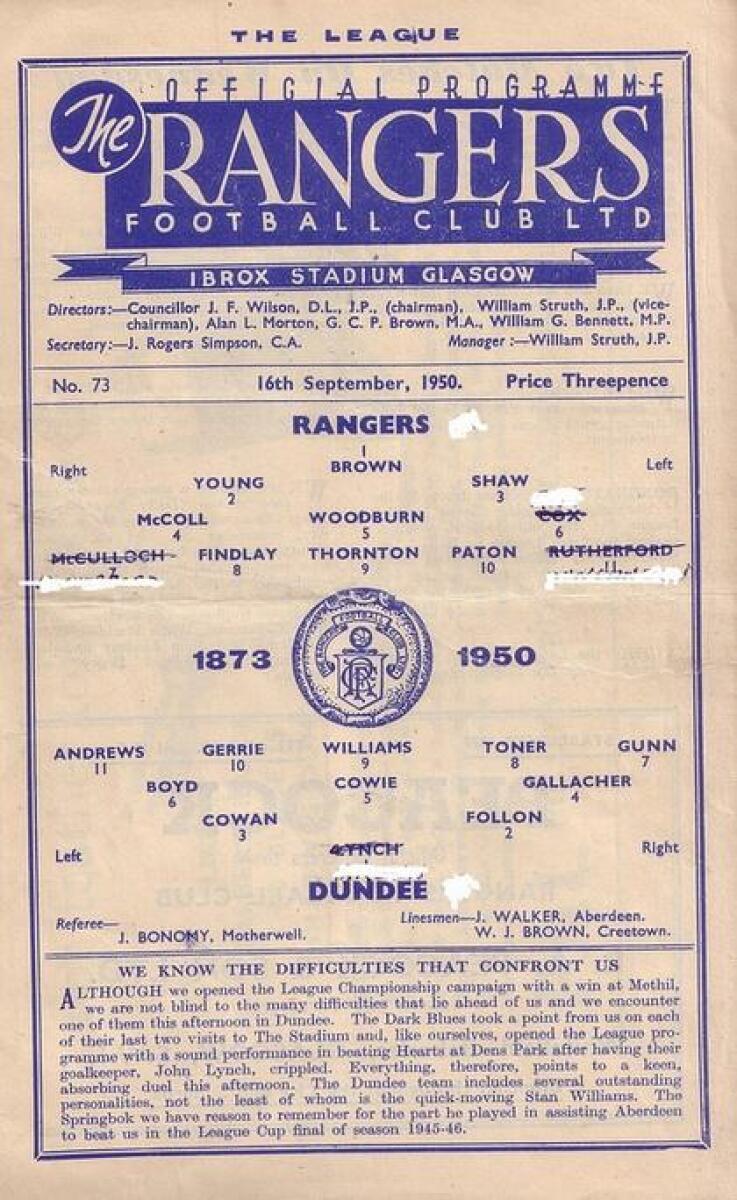 THE LEAGUE
OFFICIAL PROGRAMME
The RANGERS
FOOTBALL CLUB LTD
IBROX STADIUM GLASGOW
Directors:—Councillor J. F. Wilson, D.L., J.P., (chairman), William Struth, J.P., (vice-
chairman), Alan L. Morton, G. C. P. Brown, M.A., William G. Bennett, M.P.
Secretary:—J. Rogers Simpson, C.A. Manager:—William Struth, J.P.
No. 73 16th September, 1950. Price Threepence
RANGERS
1
Right BROWN Left
YOUNG SHAW
2 3
McCOLL WOODBURN COX
4 5 6
McCULLOCH FINDLAY THORNTON PATON RUTHERFORD
7 8 9 10 11
1873 1950
ANDREWS GERRIE WILLIAMS TONER GUNN
11 10 9 8 7
BOYD COWIE GALLACHER
6 5 4
COWAN FOLLON
3 2
Left LYNCH Right
DUNDEE
Referee— Linesmen—J. WALKER, Aberdeen.
J. BONOMY, Motherwell. W. J. BROWN, Creetown.
WE KNOW THE DIFFICULTIES THAT CONFRONT US
ALTHOUGH we opened the League Championship campaign with a win at Methil,
we are not blind to the many difficulties that lie ahead of us and we encounter
one of them this afternoon in Dundee. The Dark Blues took a point from us on each
of their last two visits to The Stadium and, like ourselves, opened the League pro-
gramme with a sound performance in beating Hearts at Dens Park after having their
goalkeeper, John Lynch, crippled. Everything, therefore, points to a keen,
absorbing duel this afternoon. The Dundee team includes several outstanding
personalities, not the least of whom is the quick-moving Stan Williams. The
Springbok we have reason to remember for the part he played in assisting Aberdeen
to beat us in the League Cup final of season 1945-46.